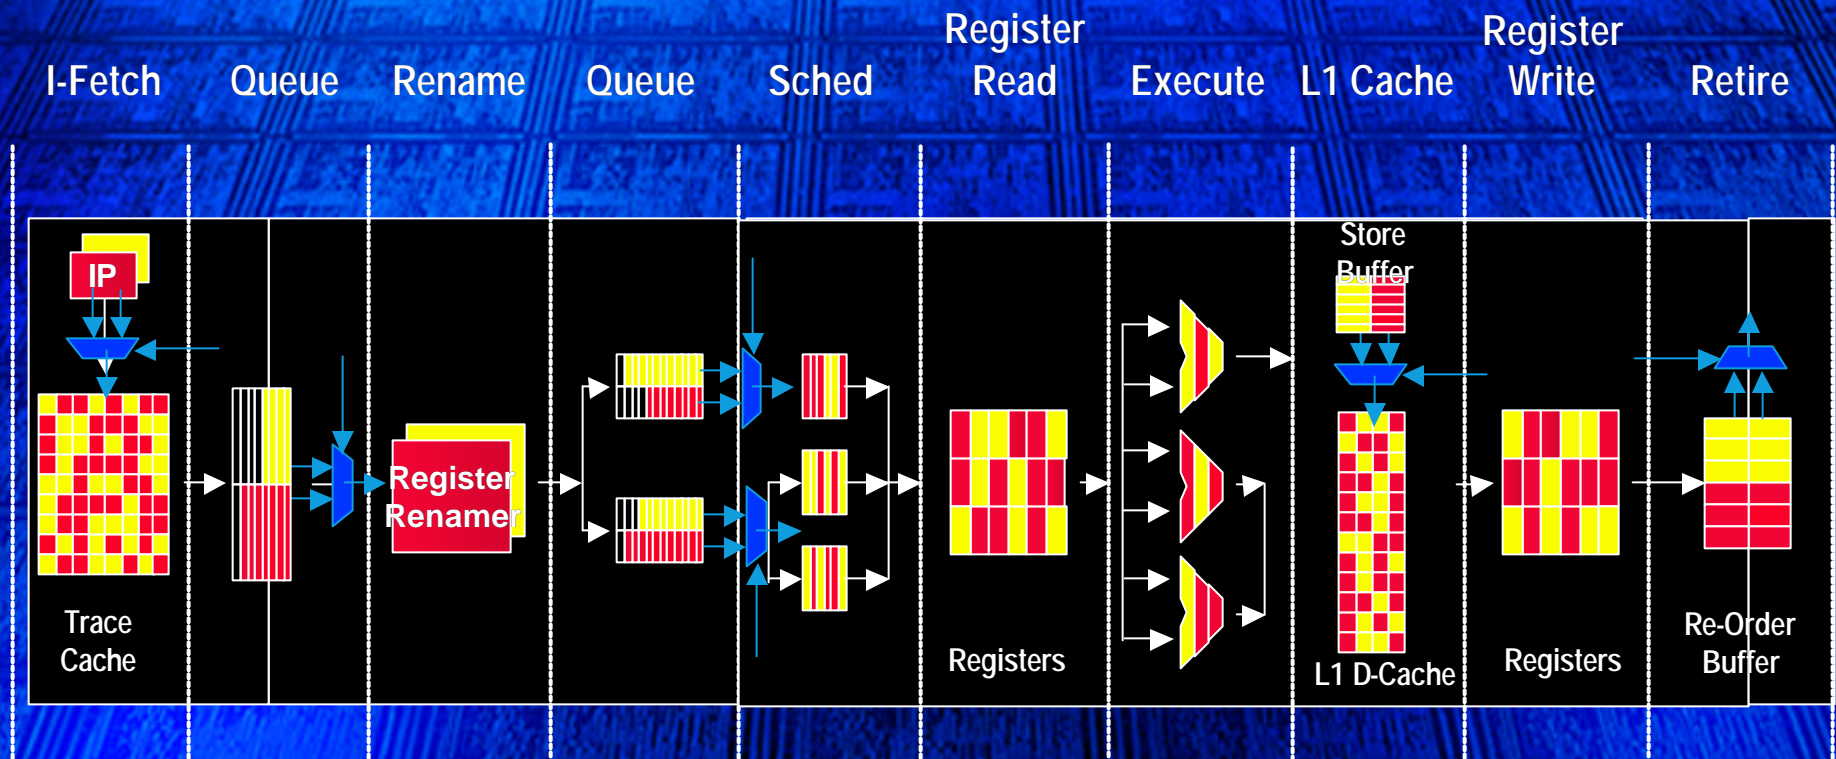 I-Fetch
Queue
Rename
Queue
Sched
Register
Read
Execute
L1 Cache
Register
Write
Retire
IP
Trace
Cache
Register
Renamer
Registers
Store
Buffer
L1 D-Cache
Registers
Re-Order
Buffer